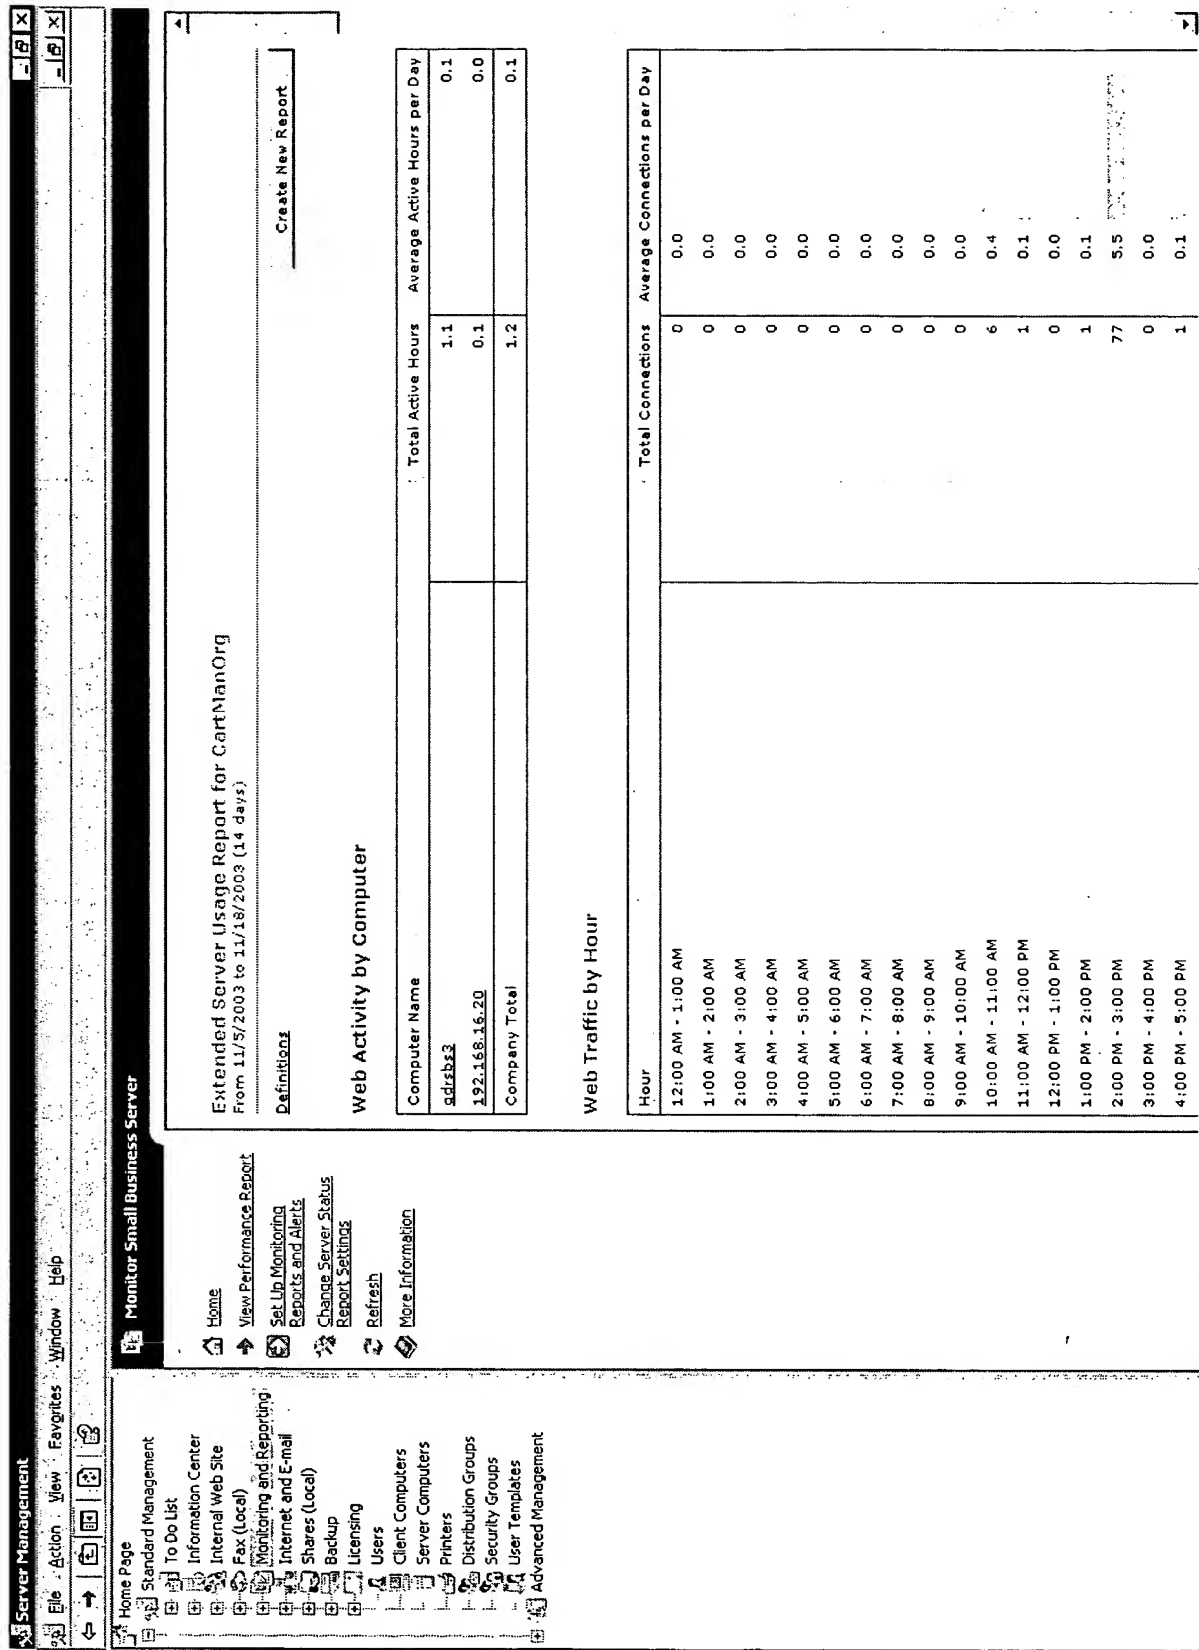 Server Management
File Action View Favorites Window Help
Home Page
Standard Management
To Do List
Information Center
Internal Web Site
Fax (Local)
Monitoring and Reporting
Internet and E-mail
Shares (Local)
Backup
Licensing
Users
Client Computers
Server Computers
Printers
Distribution Groups
Security Groups
User Templates
Advanced Management
Monitor Small Business Server
Home
View Performance Report
Set Up Monitoring
Reports and Alerts
Change Server Status
Report Settings
Refresh
More Information
Extended Server Usage Report for CartManOrg
From 11/5/2003 to 11/18/2003 (14 days)
Definitions
Create New Report
Web Activity by Computer
Computer Name Total Active Hours Average Active Hours per Day
qdrsbs3 1.1 0.1
192.168.16.20 0.1 0.0
Company Total 1.2 0.1
Web Traffic by Hour
Hour Total Connections Average Connections per Day
12:00 AM - 1:00 AM 0 0.0
1:00 AM - 2:00 AM 0 0.0
2:00 AM - 3:00 AM 0 0.0
3:00 AM - 4:00 AM 0 0.0
4:00 AM - 5:00 AM 0 0.0
5:00 AM - 6:00 AM 0 0.0
6:00 AM - 7:00 AM 0 0.0
7:00 AM - 8:00 AM 0 0.0
8:00 AM - 9:00 AM 0 0.0
9:00 AM - 10:00 AM 0 0.0
10:00 AM - 11:00 AM 6 0.4
11:00 AM - 12:00 PM 1 0.1
12:00 PM - 1:00 PM 0 0.0
1:00 PM - 2:00 PM 1 0.1
2:00 PM - 3:00 PM 77 5.5
3:00 PM - 4:00 PM 0 0.0
4:00 PM - 5:00 PM 1 0.1